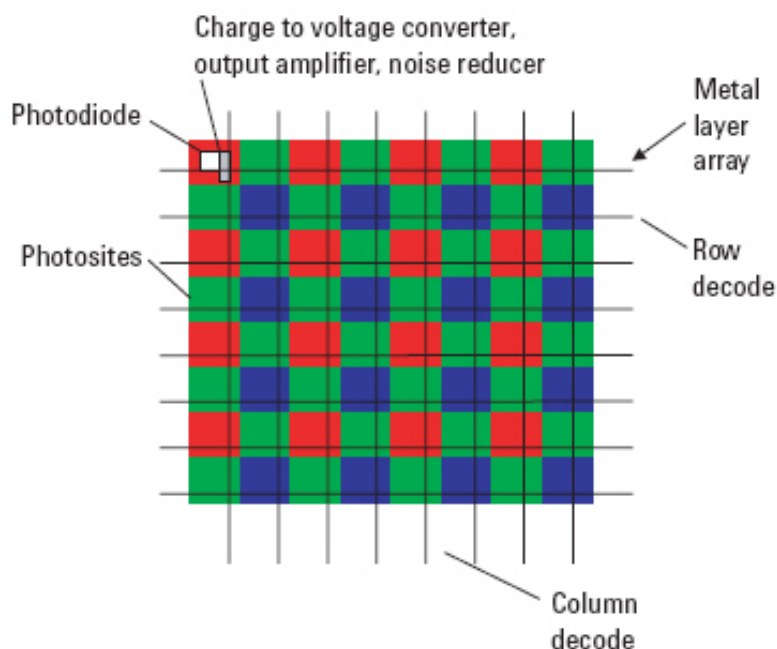 Charge to voltage converter,
output amplifier, noise reducer
Photodiode
Metal
layer
array
Photosites
Row
decode
Column
decode